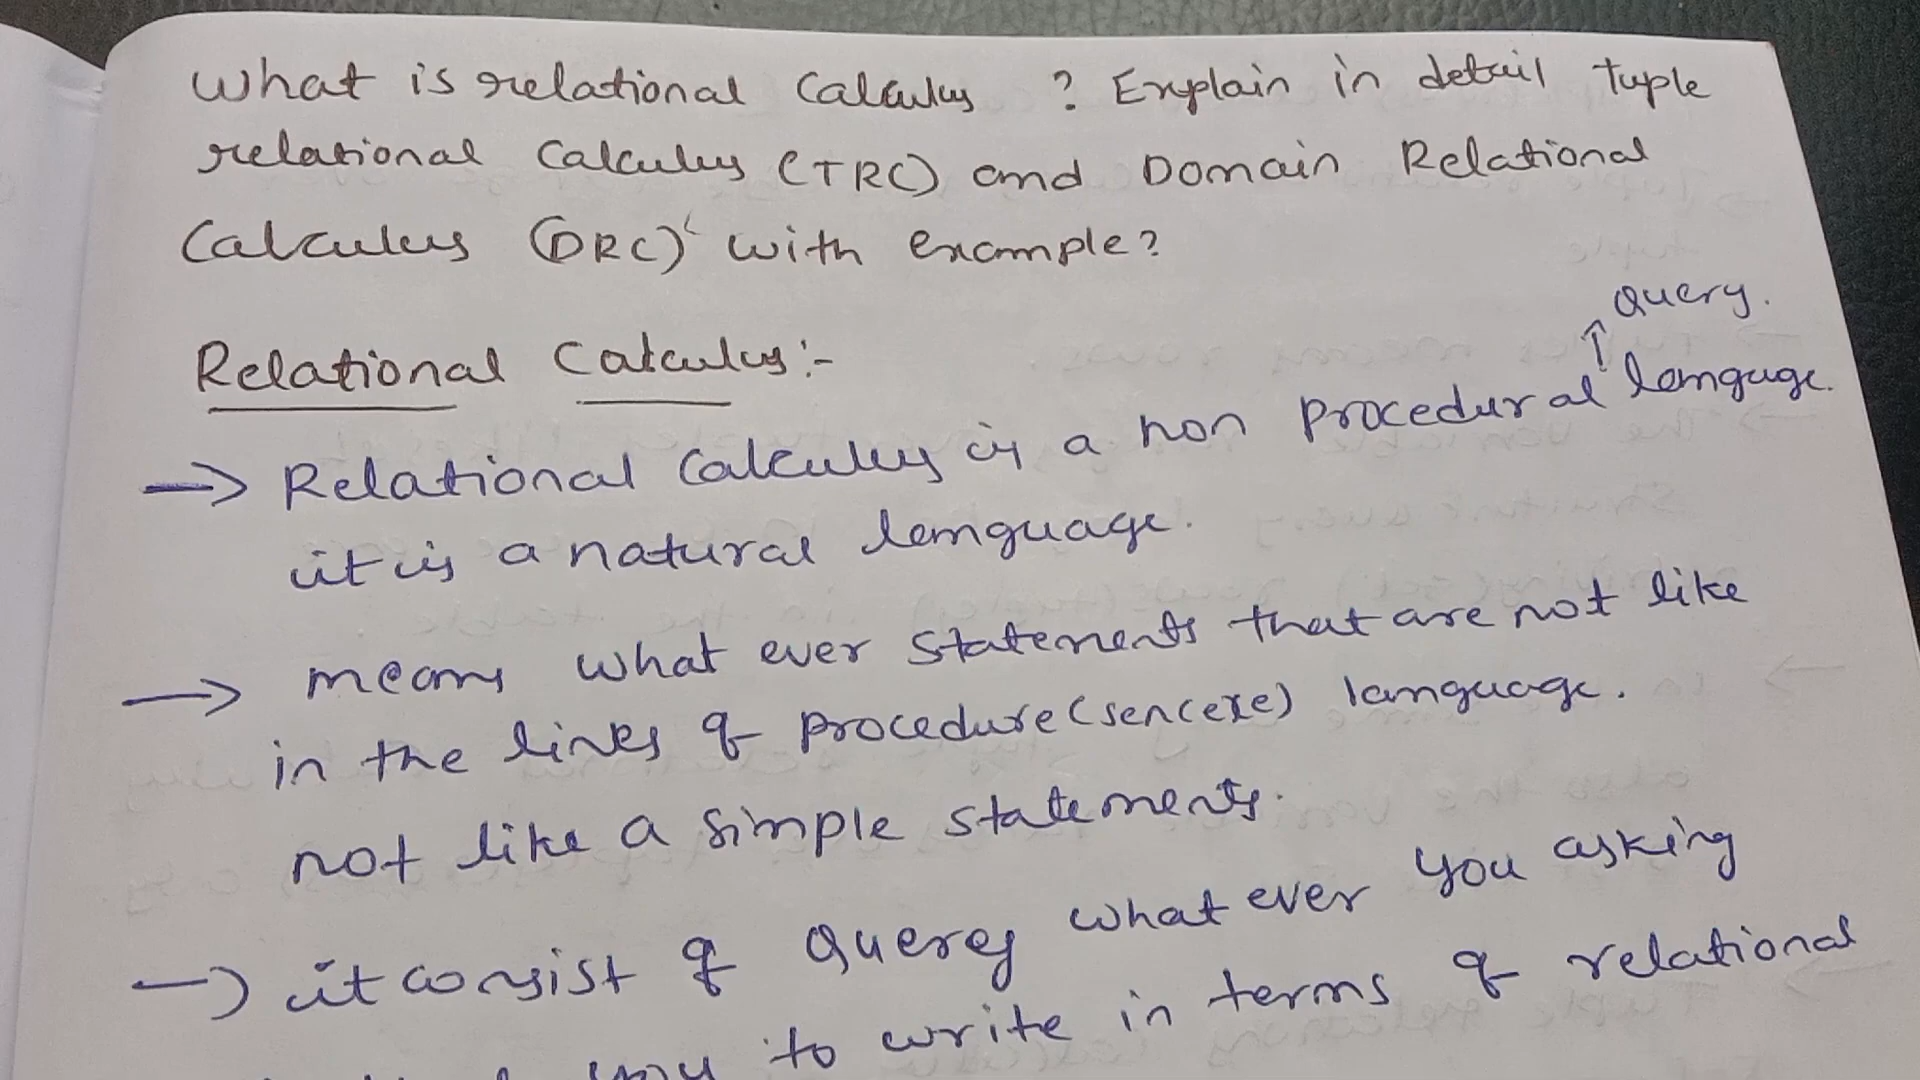 What is relational Calculus ? Explain in detail tuple
relational Calculus (TRC) and Domain Relational
Calculus (DRC) with example?
Relational Calculus:-
↑ query.
→ Relational Calculus is a non procedural language.
it is a natural language.
→ means what ever statements that are not like
in the lines of procedure (sencexe) language.
not like a simple statements.
→ it consist of Querey what ever you asking
you to write in terms of relational